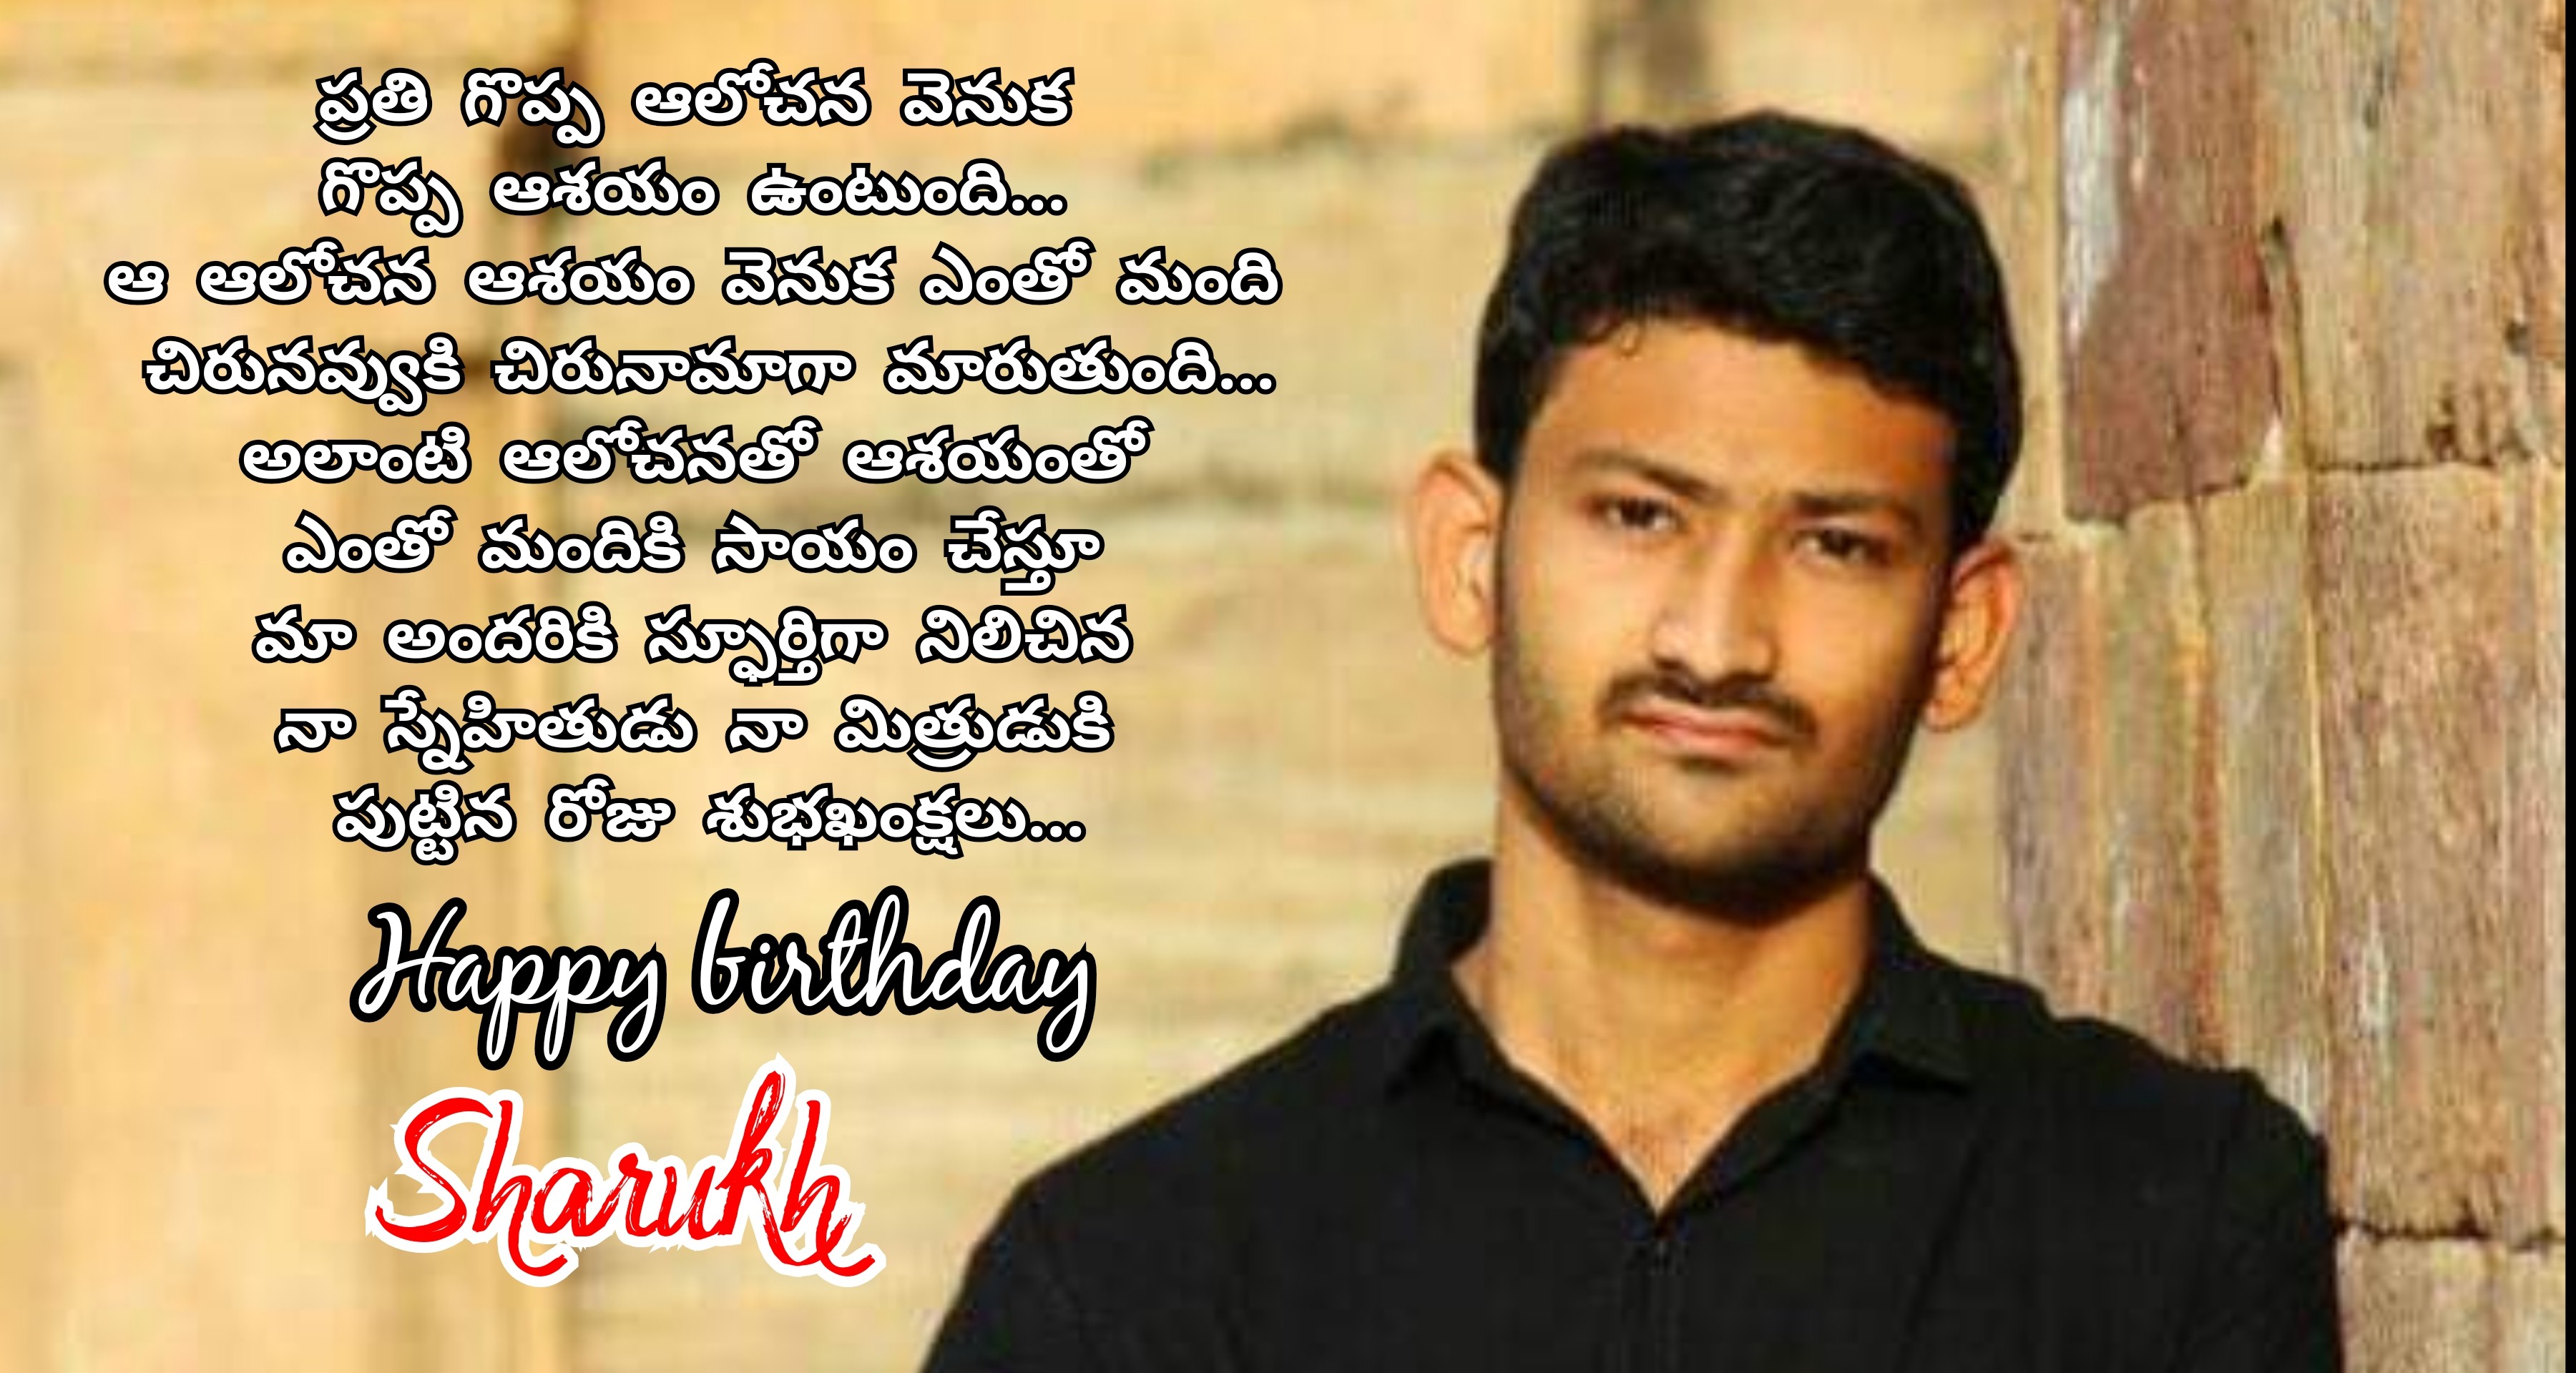 ప్రతి గొప్ప ఆలోచన వెనుక
గొప్ప ఆశయం ఉంటుంది...
ఆ ఆలోచన ఆశయం వెనుక ఎంతో మంది
చిరునవ్వుకి చిరునామాగా మారుతుంది...
అలాంటి ఆలోచనతో ఆశయంతో
ఎంతో మందికి సాయం చేస్తూ
మా అందరికి స్ఫూర్తిగా నిలిచిన
నా స్నేహితుడు నా మిత్రుడుకి
పుట్టిన రోజు శుభఖంక్షలు...
Happy birthday
Sharukh